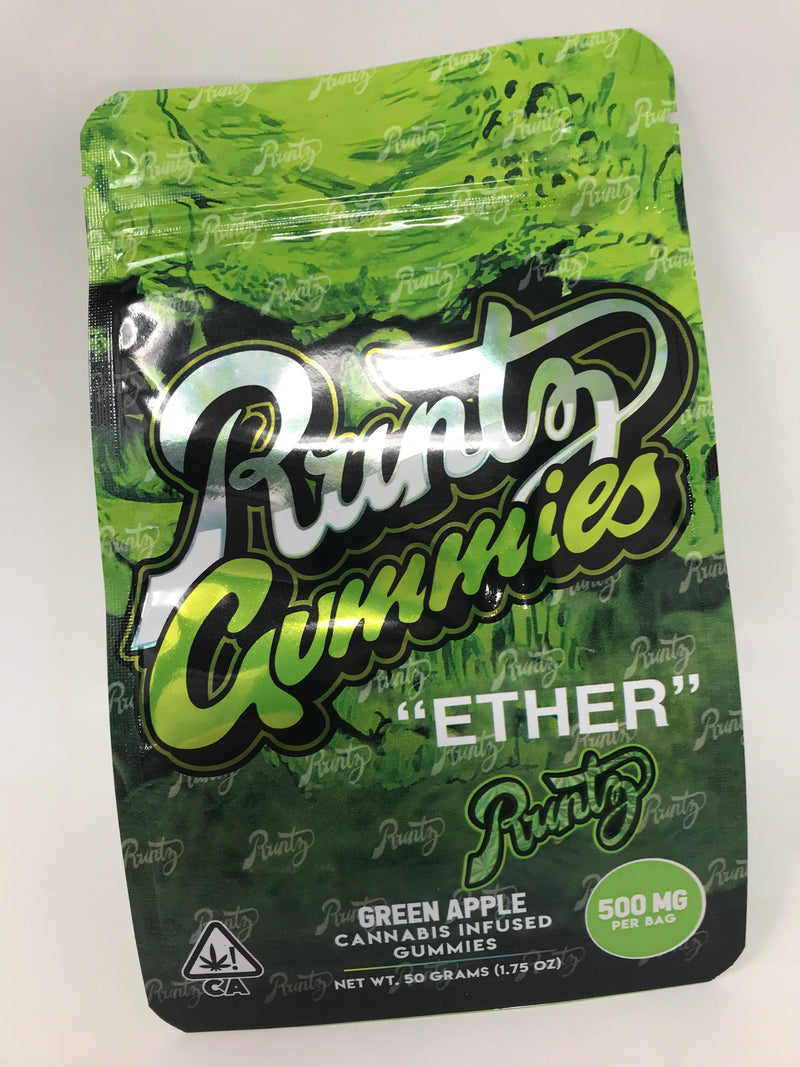 Runtz
Gummies
“ETHER”
Runtz
GREEN APPLE
CANNABIS INFUSED
GUMMIES
NET WT. 50 GRAMS (1.75 OZ)
500 MG
PER BAG
!
CA